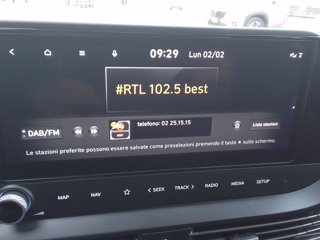 09:29 Lun 02/02
#RTL 102.5 best
telefono: 02 25.15.15
DAB/FM
Lista stazioni
Le stazioni preferite possono essere salvate come preselezioni premendo il tasto ★ sullo schermo.
MAP NAV ☆ < SEEK TRACK > RADIO MEDIA SETUP